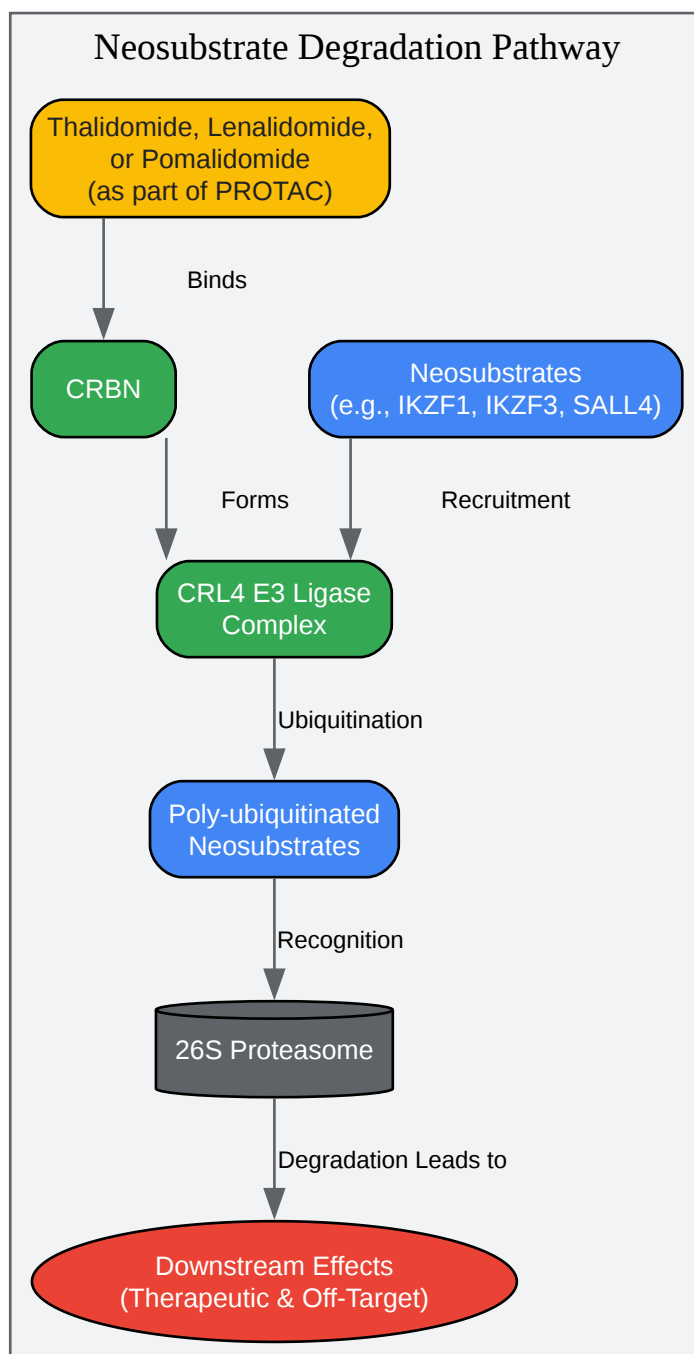 Neosubstrate Degradation Pathway
Thalidomide, Lenalidomide,
or Pomalidomide
(as part of PROTAC)
Binds
CRBN
Neosubstrates
(e.g., IKZF1, IKZF3, SALL4)
Forms
Recruitment
CRL4 E3 Ligase
Complex
Ubiquitination
Poly-ubiquitinated
Neosubstrates
Recognition
26S Proteasome
Degradation Leads to
Downstream Effects
(Therapeutic & Off-Target)